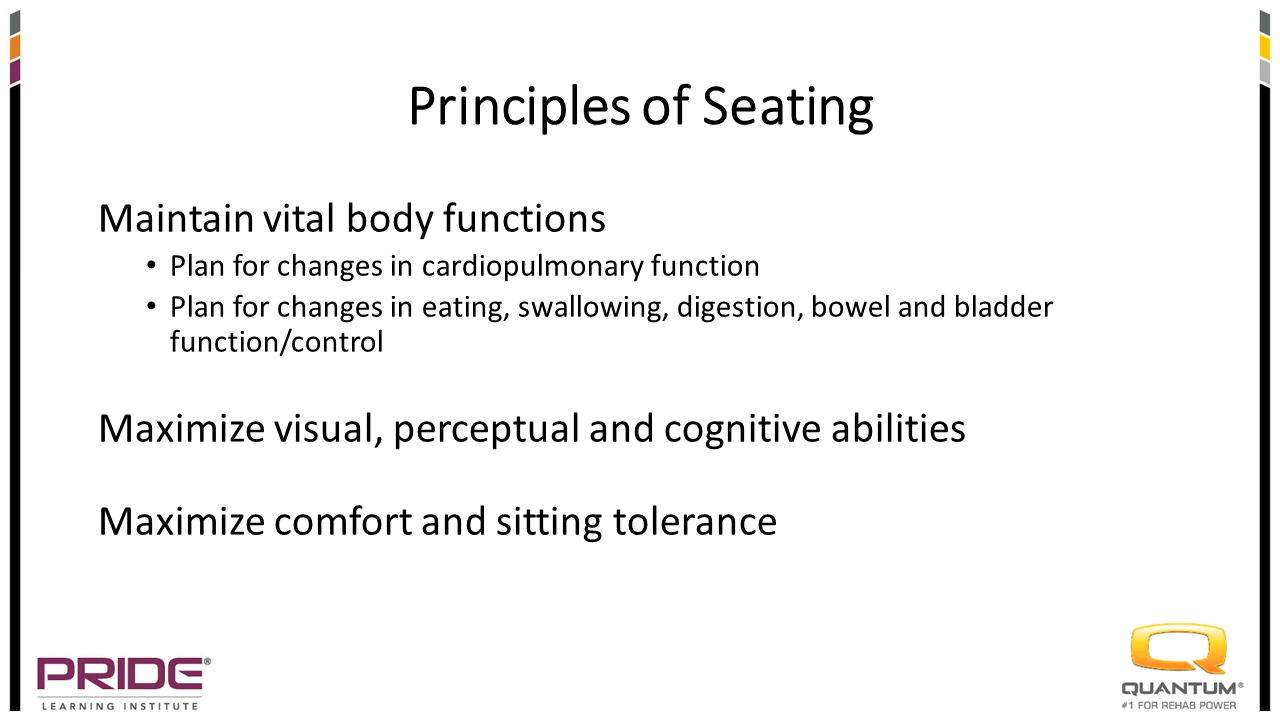 Principles of Seating
Maintain vital body functions
• Plan for changes in cardiopulmonary function
• Plan for changes in eating, swallowing, digestion, bowel and bladder
function/control
Maximize visual, perceptual and cognitive abilities
Maximize comfort and sitting tolerance
PRIDE®
LEARNING INSTITUTE
QUANTUM®
#1 FOR REHAB POWER